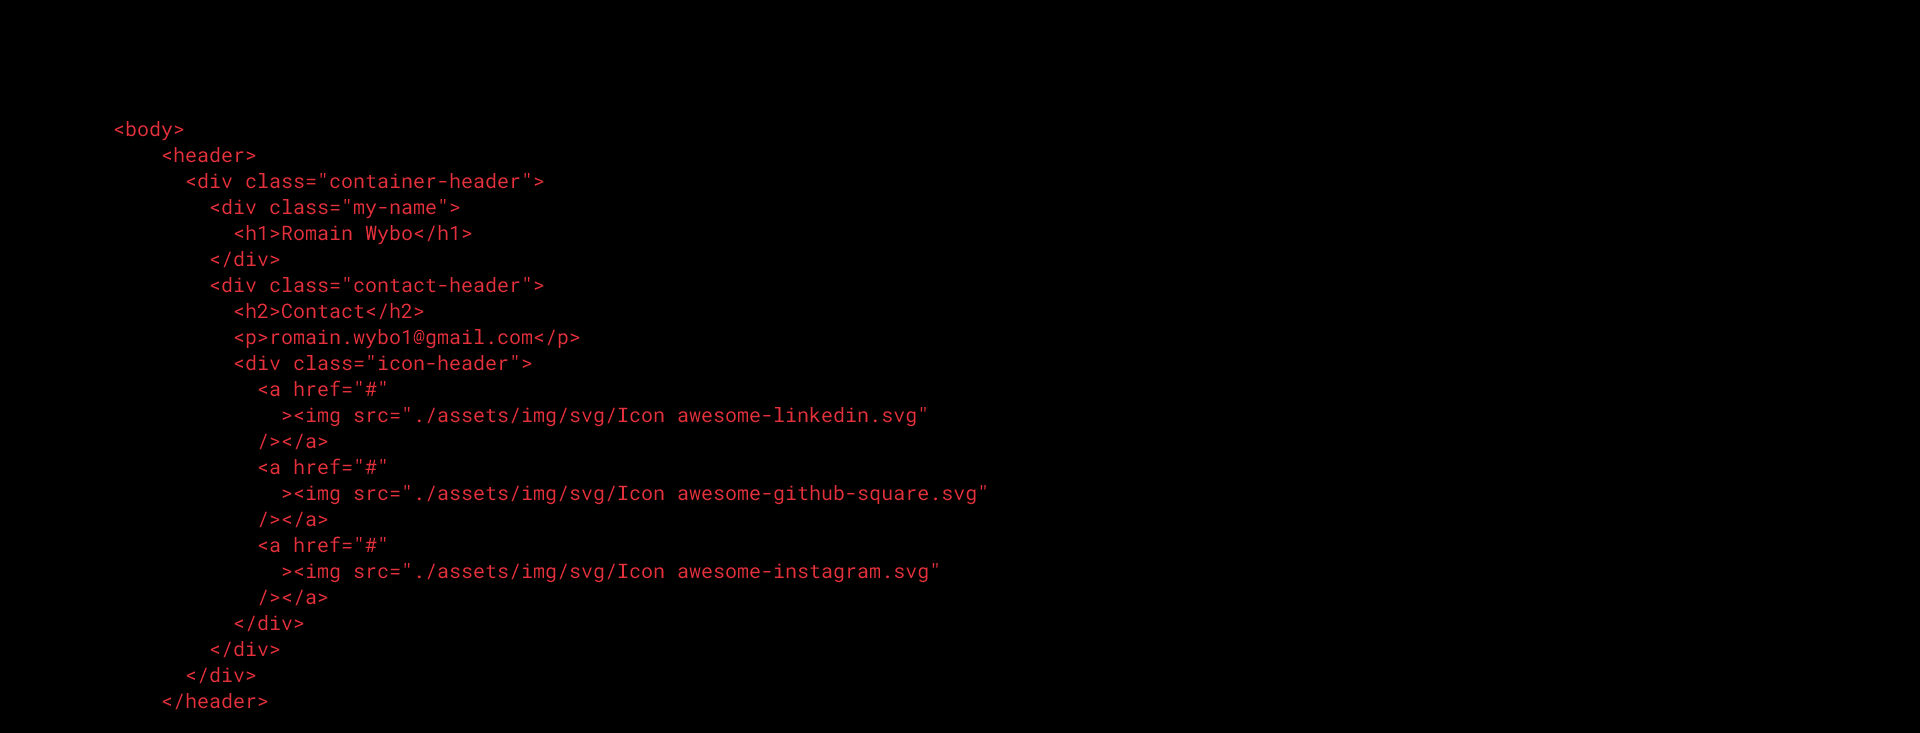 <body>
    <header>
      <div class="container-header">
        <div class="my-name">
          <h1>Romain Wybo</h1>
        </div>
        <div class="contact-header">
          <h2>Contact</h2>
          <p>romain.wybo1@gmail.com</p>
          <div class="icon-header">
            <a href="#"
              ><img src="./assets/img/svg/Icon awesome-linkedin.svg"
            /></a>
            <a href="#"
              ><img src="./assets/img/svg/Icon awesome-github-square.svg"
            /></a>
            <a href="#"
              ><img src="./assets/img/svg/Icon awesome-instagram.svg"
            /></a>
          </div>
        </div>
      </div>
    </header>